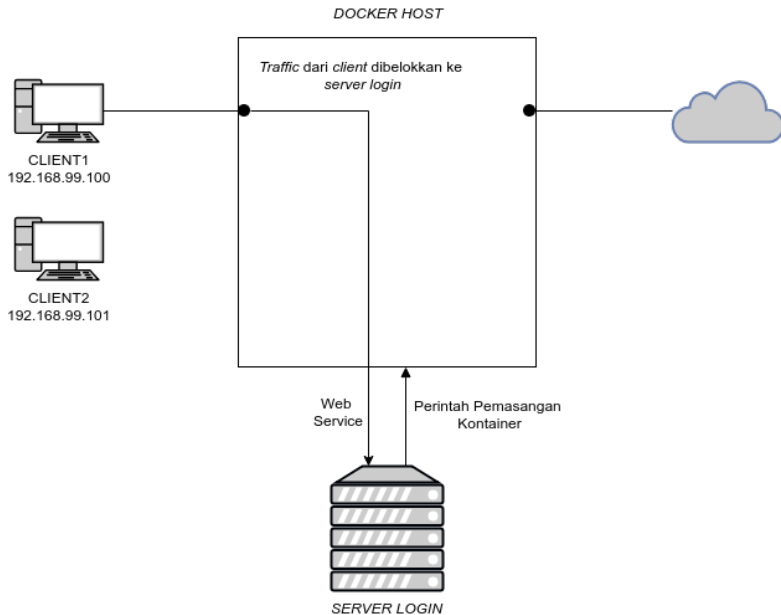 DOCKER HOST
Traffic dari client dibelokkan ke
server login
CLIENT1
192.168.99.100
CLIENT2
192.168.99.101
Web
Service
Perintah Pemasangan
Kontainer
SERVER LOGIN